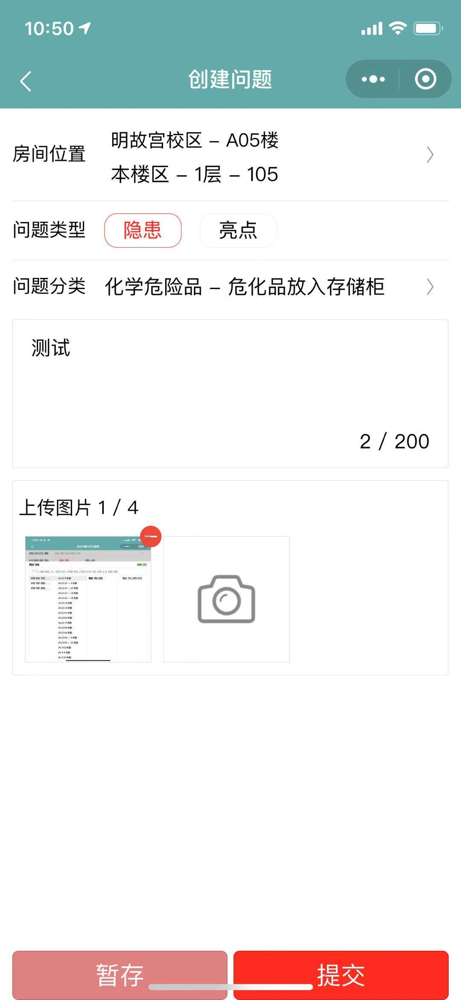 10:50
创建问题
房间位置
明故宫校区 – A05楼
本楼区 – 1层 – 105
问题类型
隐患
亮点
问题分类
化学危险品 – 危化品放入存储柜
测试
2 / 200
上传图片 1 / 4
10:43
创建问题
房间位置 请选择房间
问题类型 隐患 亮点
取消 确定
请输入校区/楼栋/房间号进行搜索
明故宫... A01楼 暂无区 暂无房间
将军路... A02-1楼
将军路... A02-2楼
A02-3楼
A02-4楼
A03楼
A04楼
A05楼
A06楼
A07楼
A08楼
A09楼
A09-1楼
A09-2楼
A10楼
A11楼
A12楼
暂存
提交